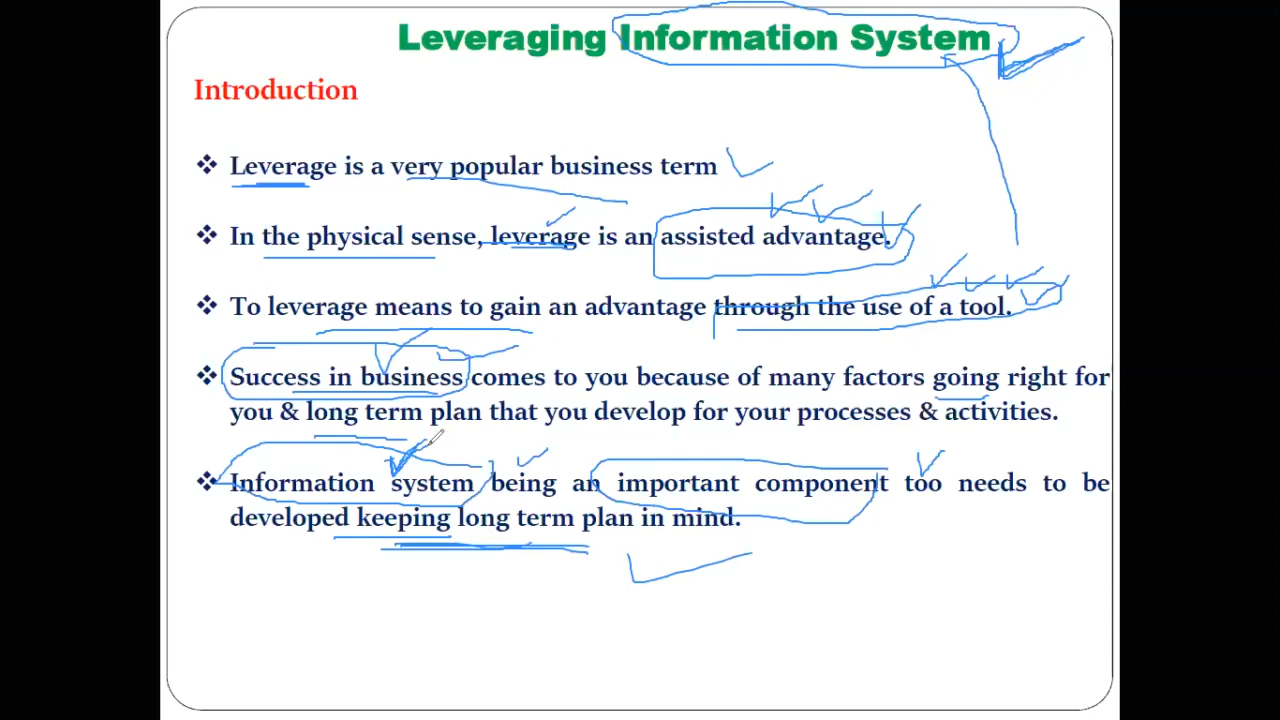 Leveraging Information System
Introduction
❖ Leverage is a very popular business term
❖ In the physical sense, leverage is an assisted advantage.
❖ To leverage means to gain an advantage through the use of a tool.
❖ Success in business comes to you because of many factors going right for
you & long term plan that you develop for your processes & activities.
❖ Information system being an important component too needs to be
developed keeping long term plan in mind.